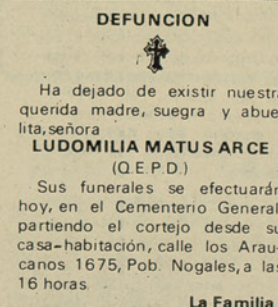 DEFUNCION
Ha dejado de existir nuestra
querida madre, suegra y abue
lita, señora
LUDOMILIA MATUS ARCE
(Q.E.P.D.)
Sus funerales se efectuarán
hoy, en el Cementerio General,
partiendo el cortejo desde su
casa-habitación, calle los Arau-
canos 1675, Pob. Nogales, a las
16 horas
La Familia